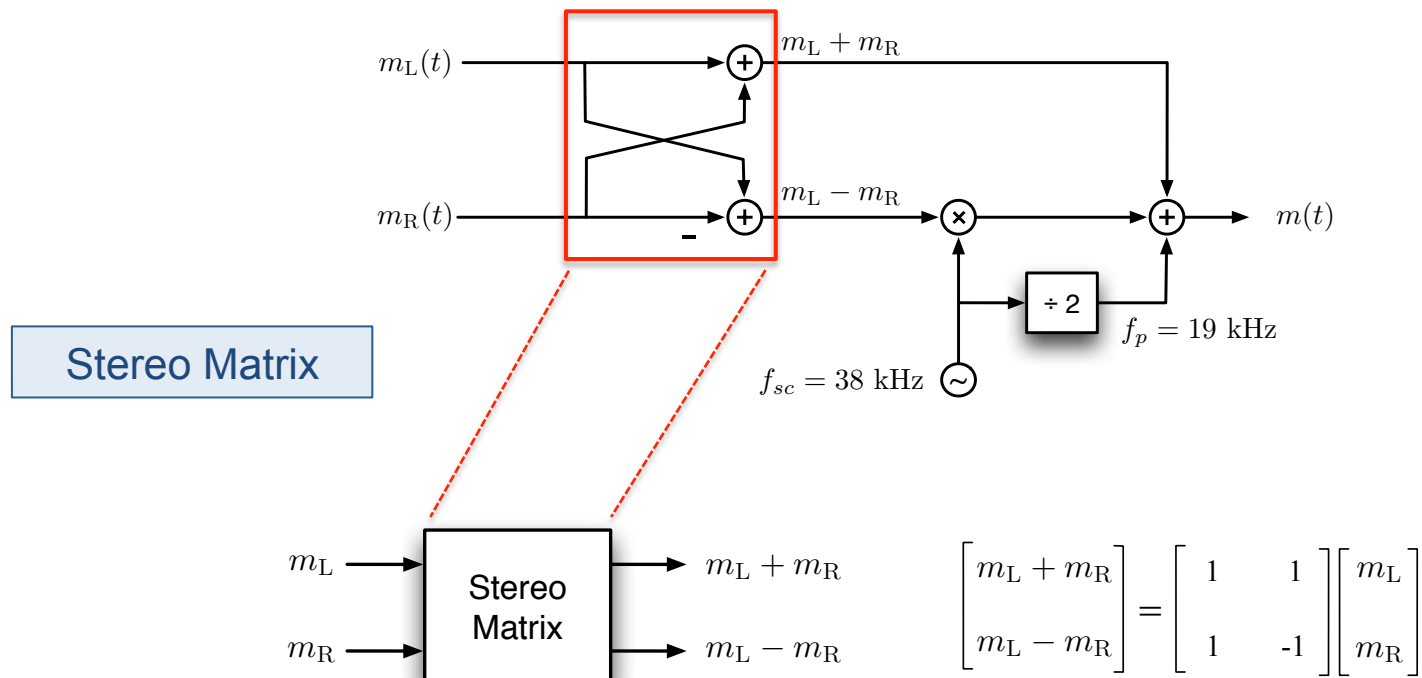 m_L + m_R
m_L(t)
+
m_L − m_R
m_R(t)
+
-
×
+
m(t)
÷ 2
f_p = 19 kHz
Stereo Matrix
f_sc = 38 kHz
~
m_L
m_R
Stereo
Matrix
m_L + m_R
m_L − m_R
[m_L + m_R] = [1 1] [m_L]
[m_L − m_R] [1 -1] [m_R]